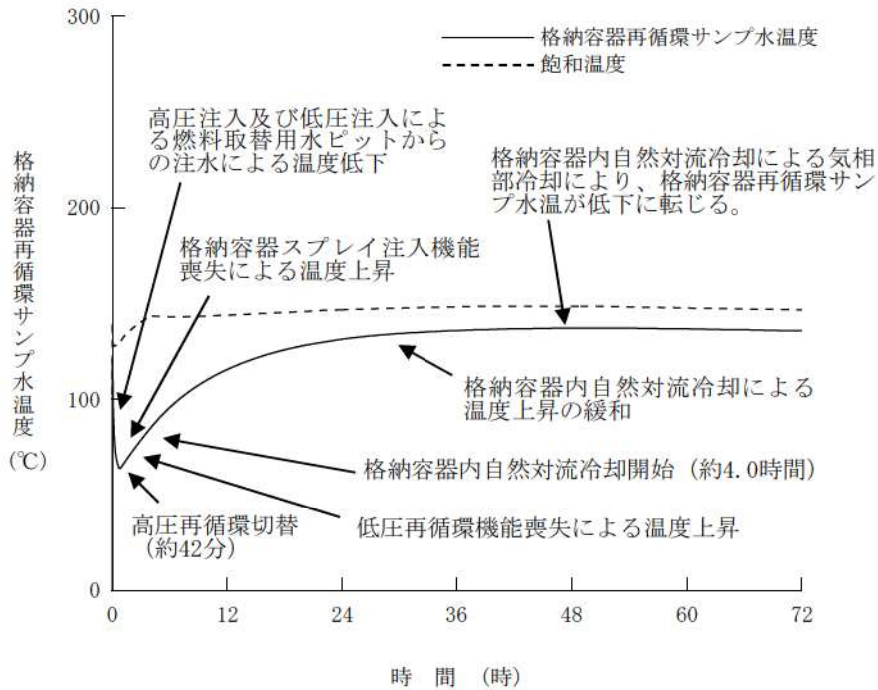 300
200
100
0
0
12
24
36
48
60
72
格納容器再循環サンプ水温度
(℃)
時 間 (時)
格納容器再循環サンプ水温度
飽和温度
高圧注入及び低圧注入によ
る燃料取替用水ピットから
の注水による温度低下
格納容器内自然対流冷却による気相
部冷却により、格納容器再循環サン
プ水温が低下に転じる。
格納容器スプレイ注入機能
喪失による温度上昇
格納容器内自然対流冷却による
温度上昇の緩和
格納容器内自然対流冷却開始 (約4.0時間)
高圧再循環切替
(約42分)
低圧再循環機能喪失による温度上昇